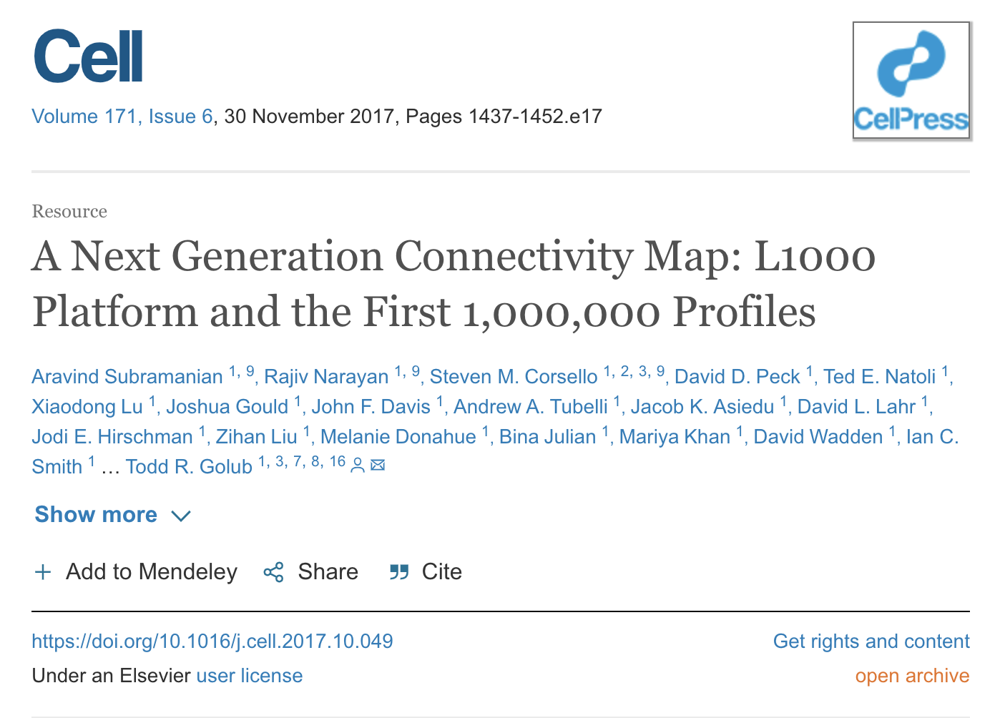 Cell
Volume 171, Issue 6, 30 November 2017, Pages 1437-1452.e17
CellPress
Resource
A Next Generation Connectivity Map: L1000
Platform and the First 1,000,000 Profiles
Aravind Subramanian 1, 9, Rajiv Narayan 1, 9, Steven M. Corsello 1, 2, 3, 9, David D. Peck 1, Ted E. Natoli 1,
Xiaodong Lu 1, Joshua Gould 1, John F. Davis 1, Andrew A. Tubelli 1, Jacob K. Asiedu 1, David L. Lahr 1,
Jodi E. Hirschman 1, Zihan Liu 1, Melanie Donahue 1, Bina Julian 1, Mariya Khan 1, David Wadden 1, Ian C.
Smith 1 … Todd R. Golub 1, 3, 7, 8, 16
Show more
Add to Mendeley Share Cite
https://doi.org/10.1016/j.cell.2017.10.049 Get rights and content
Under an Elsevier user license open archive